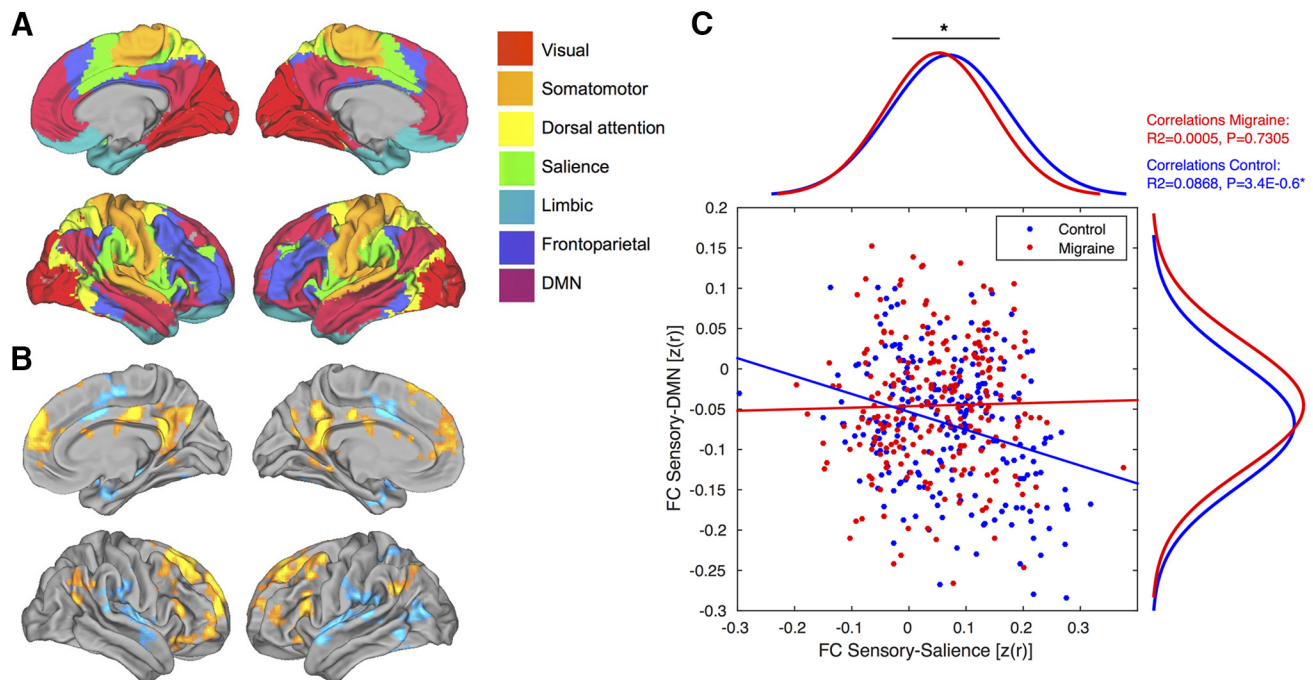 A
Visual
Somatomotor
Dorsal attention
Salience
Limbic
Frontoparietal
DMN
B
C
*
Correlations Migraine:
R2=0.0005, P=0.7305
Correlations Control:
R2=0.0868, P=3.4E-0.6*
Control
Migraine
FC Sensory-DMN [z(r)]
0.2
0.15
0.1
0.05
0
-0.05
-0.1
-0.15
-0.2
-0.25
-0.3
-0.3 -0.2 -0.1 0 0.1 0.2 0.3
FC Sensory-Salience [z(r)]